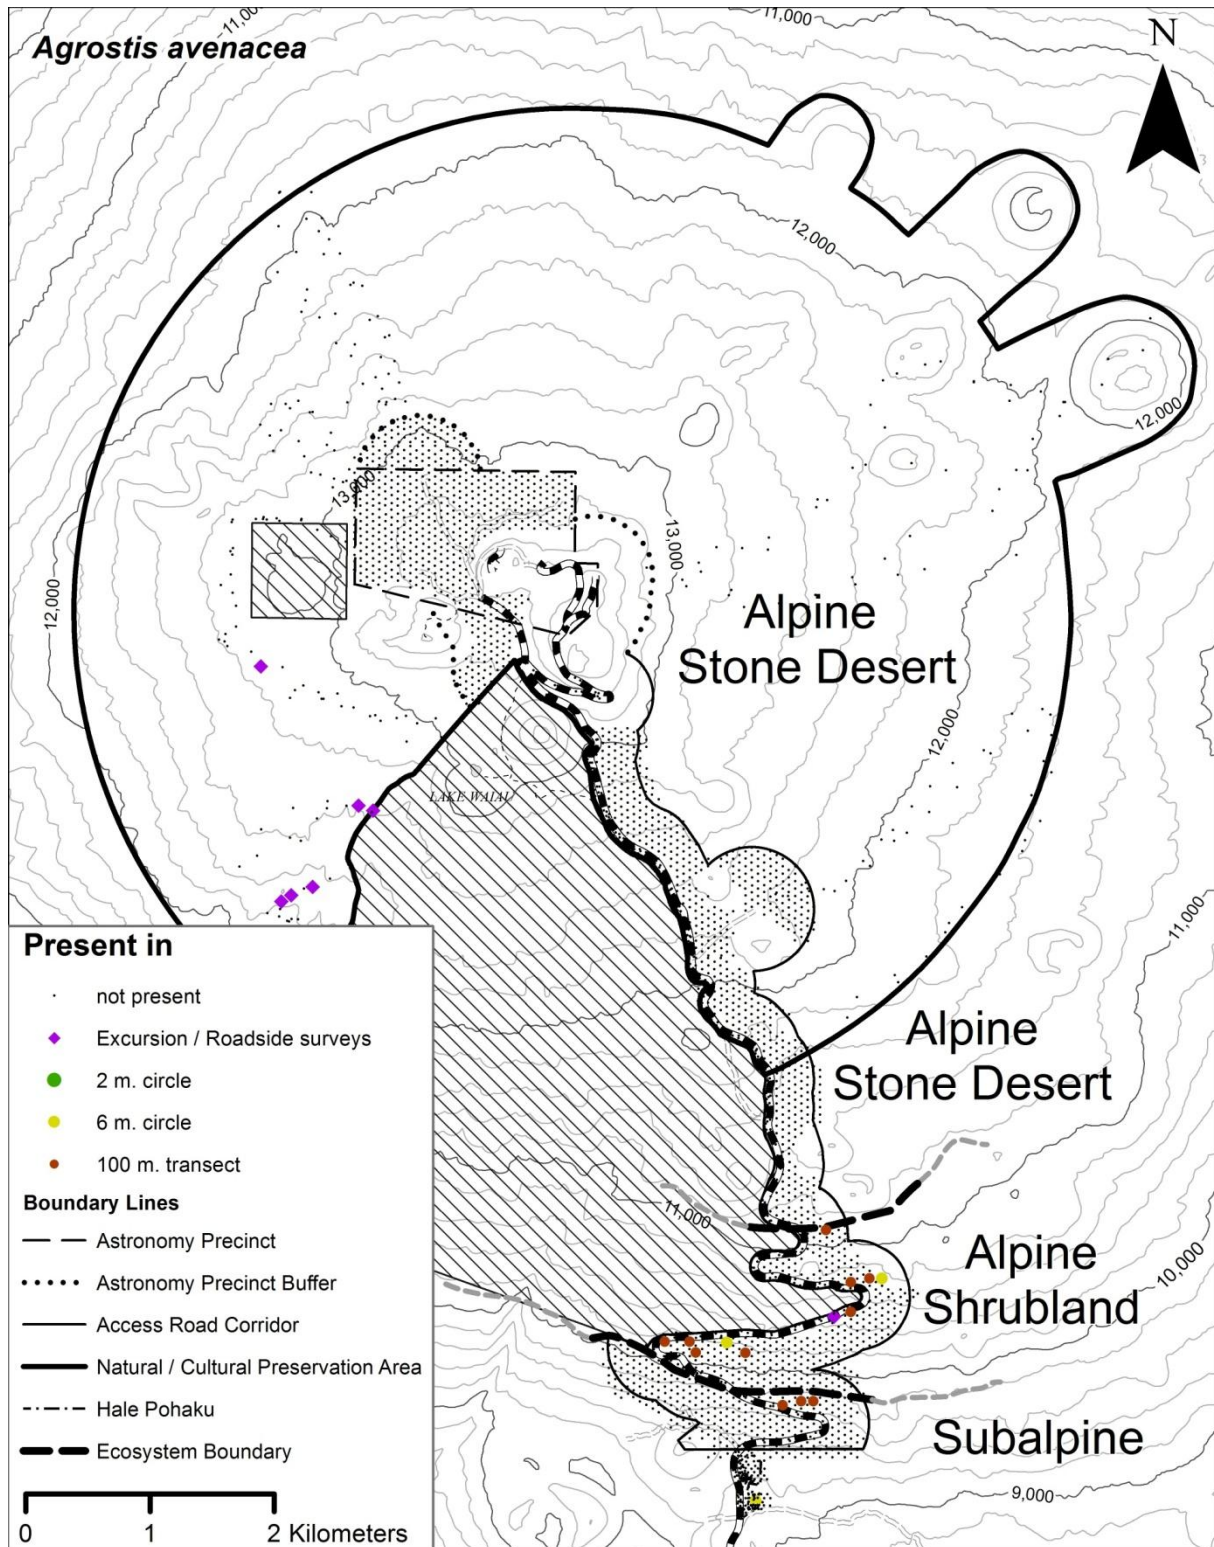 11,000
11,000
Agrostis avenacea
N
12,000
12,000
13,000
13,000
12,000
Alpine
Stone Desert
12,000
LAKE WAIAU
11,000
Present in
not present
Excursion / Roadside surveys
2 m. circle
6 m. circle
100 m. transect
Boundary Lines
Astronomy Precinct
Astronomy Precinct Buffer
Access Road Corridor
Natural / Cultural Preservation Area
Hale Pohaku
Ecosystem Boundary
0 1 2 Kilometers
Alpine
Stone Desert
11,000
Alpine
Shrubland
10,000
Subalpine
9,000